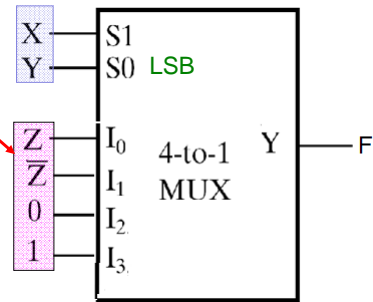 X S1
Y S0 LSB
Z I₀
Z̅ I₁
0 I₂
1 I₃
4-to-1
MUX
Y F